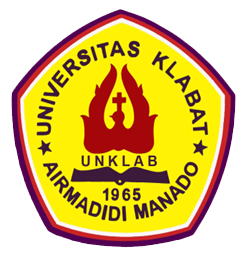 UNIVERSITAS KLABAT
UNKLAB
1965
AIRMADIDI MANADO